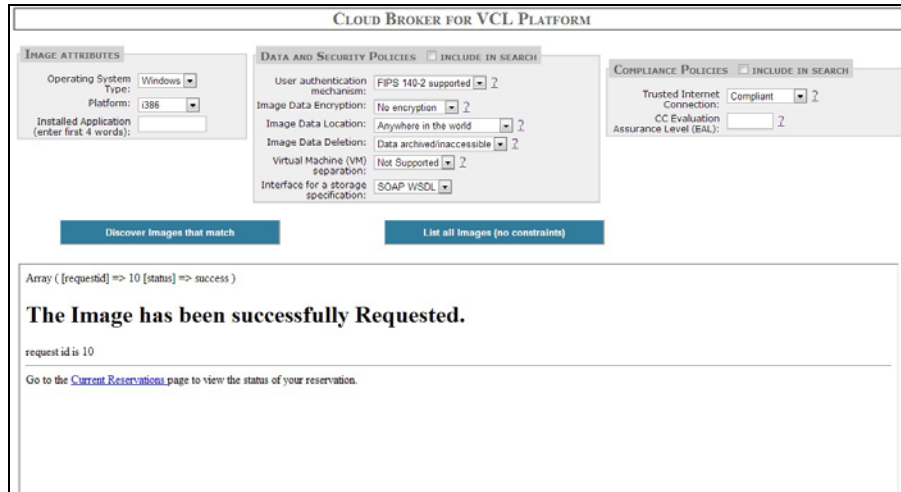 CLOUD BROKER FOR VCL PLATFORM
IMAGE ATTRIBUTES
Operating System Type: Windows
Platform: i386
Installed Application (enter first 4 words):
DATA AND SECURITY POLICIES INCLUDE IN SEARCH
User authentication mechanism: FIPS 140-2 supported ?
Image Data Encryption: No encryption ?
Image Data Location: Anywhere in the world ?
Image Data Deletion: Data archived/inaccessible ?
Virtual Machine (VM) separation: Not Supported ?
Interface for a storage specification: SOAP WSDL
COMPLIANCE POLICIES INCLUDE IN SEARCH
Trusted Internet Connection: Compliant ?
CC Evaluation Assurance Level (EAL): ?
Discover Images that match
List all Images (no constraints)
Array ( [requestid] => 10 [status] => success )
The Image has been successfully Requested.
request id is 10
Go to the Current Reservations page to view the status of your reservation.